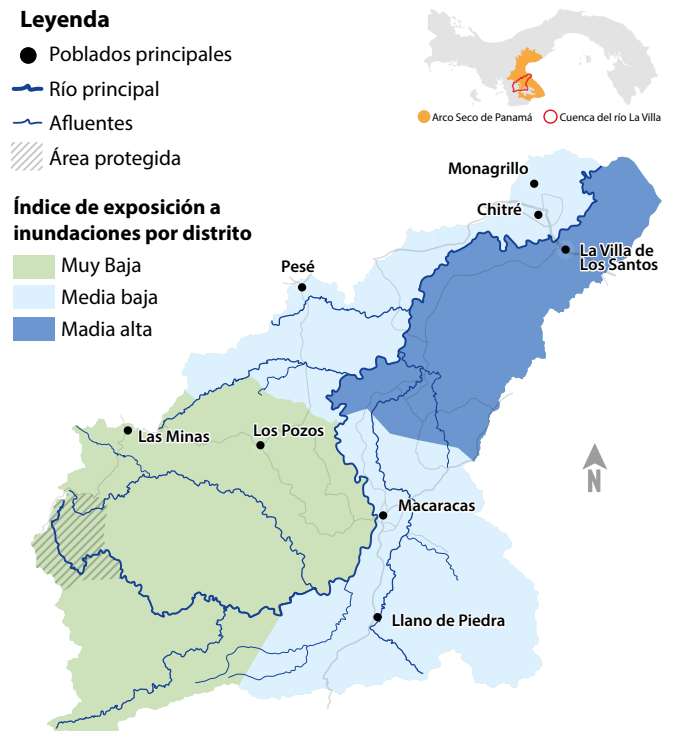 Leyenda
Poblados principales
Río principal
Afluentes
Área protegida
Índice de exposición a
inundaciones por distrito
Muy Baja
Media baja
Madia alta
Arco Seco de Panamá
Cuenca del río La Villa
Monagrillo
Chitré
La Villa de
Los Santos
Pesé
Las Minas
Los Pozos
Macaracas
Llano de Piedra
N